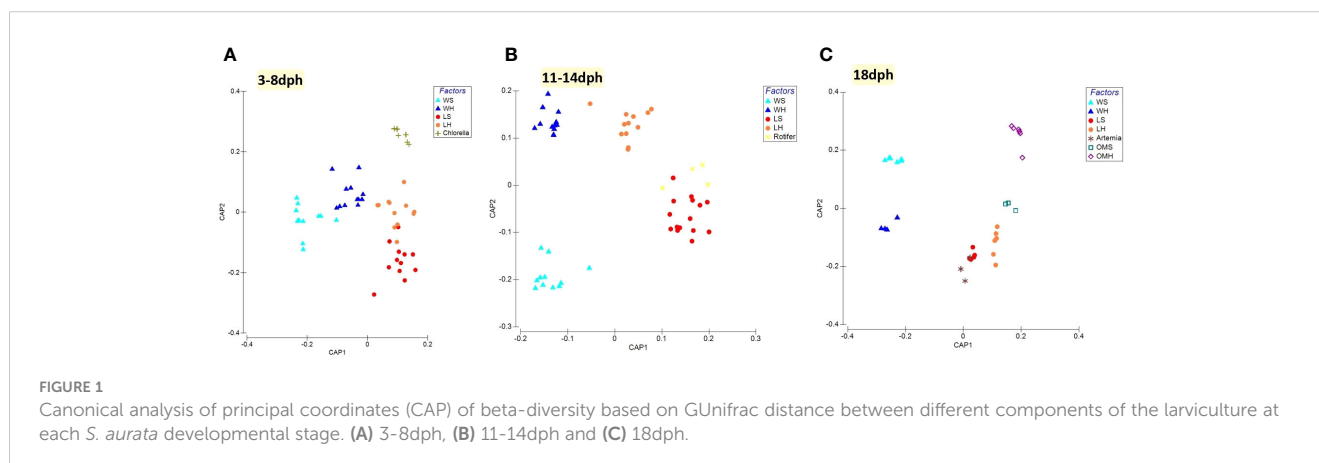 A
3-8dph
CAP2
0.4
0.2
0
-0.2
-0.4
-0.4
-0.2
0
0.2
CAP1
Factors
WS
WH
LS
LH
Chlorella
B
11-14dph
CAP2
0.2
0.1
0
-0.1
-0.2
-0.3
-0.2
-0.1
0
0.1
0.2
0.3
CAP1
Factors
WS
WH
LS
LH
Rotifer
C
18dph
CAP2
0.4
0.2
0
-0.2
-0.4
-0.4
-0.2
0
0.2
0.4
CAP1
Factors
WS
WH
LS
LH
Artemia
OMS
OMH
FIGURE 1
Canonical analysis of principal coordinates (CAP) of beta-diversity based on GUnifrac distance between different components of the larviculture at
each S. aurata developmental stage. (A) 3-8dph, (B) 11-14dph and (C) 18dph.